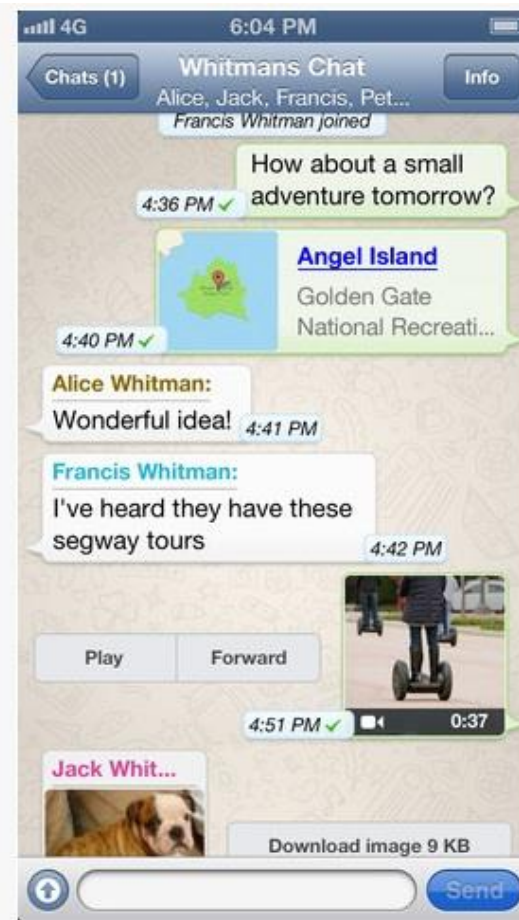 4G 6:04 PM
Chats (1) Whitmans Chat Info
Alice, Jack, Francis, Pet...
Francis Whitman joined
How about a small
adventure tomorrow?
4:36 PM
Angel Island
Golden Gate
National Recreati...
4:40 PM
Alice Whitman:
Wonderful idea! 4:41 PM
Francis Whitman:
I've heard they have these
segway tours
4:42 PM
Play Forward
4:51 PM 0:37
Jack Whit...
Download image 9 KB
Send